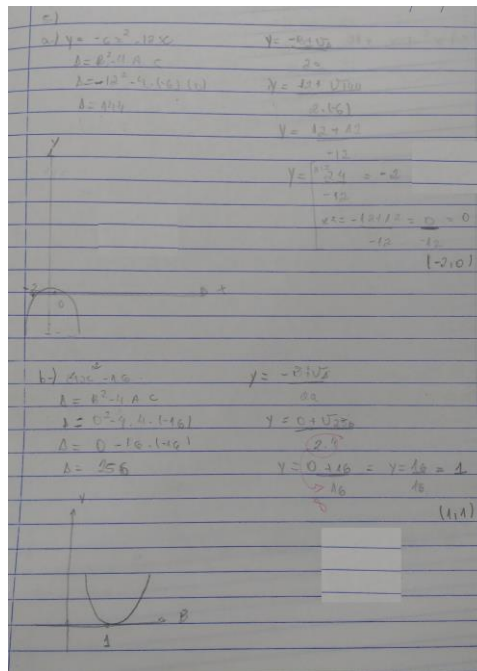 c)
a) y = -6x² - 12x
Δ = B² - 4 A C
Δ = -12² - 4 . (-6)
Δ = 144
y = -B + √Δ
2a
y = 12 + √144
2.(-6)
y = 12 + 12
-12
y = 24 = -2
-12
x² = -12+12 = 0 = 0
-12 -12
(-2,0)
y
-2 0 x
b-) 4x² - 16
Δ = B² - 4 A C
Δ = 0² - 4 . 4 . (-16)
Δ = 0 - 16 . (-16)
Δ = 256
y = -B + √Δ
2a
y = 0 + √256
2.4
y = 0 + 16 = y = 16 = 1
16 16
8
(1,1)
y
B
1